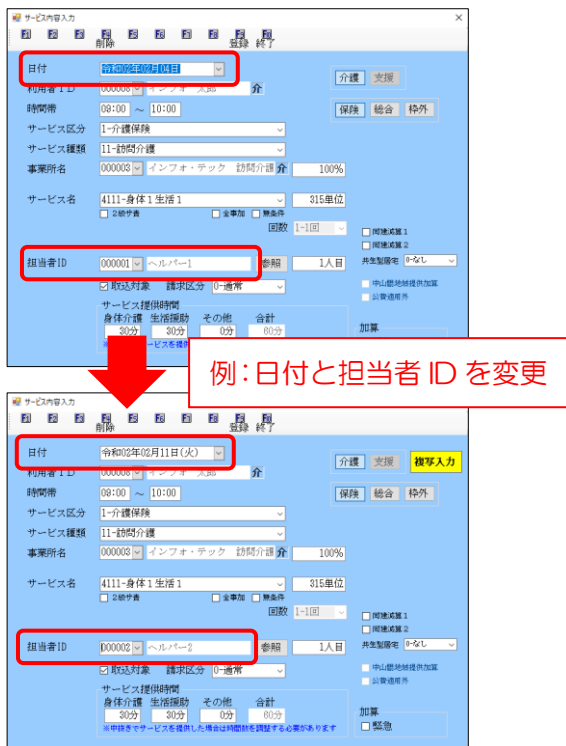 サービス内容入力
削除 登録 終了
日付 令和02年02月04日
介護 支援
利用者ID 000008 インフォ 太郎 介
時間帯 09:00 ～ 10:00 保険 総合 枠外
サービス区分 1-介護保険
サービス種類 11-訪問介護
事業所名 000003 インフォ・テック 訪問介護 介 100%
サービス名 4111-身体1生活1 315単位
2級サ責 全事加 無条件
回数 1-1回 同建減算1
同建減算2
担当者ID 000001 ヘルパー1 参照 1人目 共生型居宅 0-なし
取込対象 請求区分 0-通常 中山間地域提供加算
公費適用外
サービス提供時間
身体介護 生活援助 その他 合計
30分 30分 0分 60分 加算
例：日付と担当者IDを変更
サービス内容入力
削除 登録 終了
日付 令和02年02月11日(火)
介護 支援 複写入力
利用者ID 000008 インフォ 太郎 介
時間帯 09:00 ～ 10:00 保険 総合 枠外
サービス区分 1-介護保険
サービス種類 11-訪問介護
事業所名 000003 インフォ・テック 訪問介護 介 100%
サービス名 4111-身体1生活1 315単位
2級サ責 全事加 無条件
回数 1-1回 同建減算1
同建減算2
担当者ID 000002 ヘルパー2 参照 1人目 共生型居宅 0-なし
取込対象 請求区分 0-通常 中山間地域提供加算
公費適用外
サービス提供時間
身体介護 生活援助 その他 合計
30分 30分 0分 60分 加算
※中抜きでサービスを提供した場合は時間数を調整する必要があります 緊急